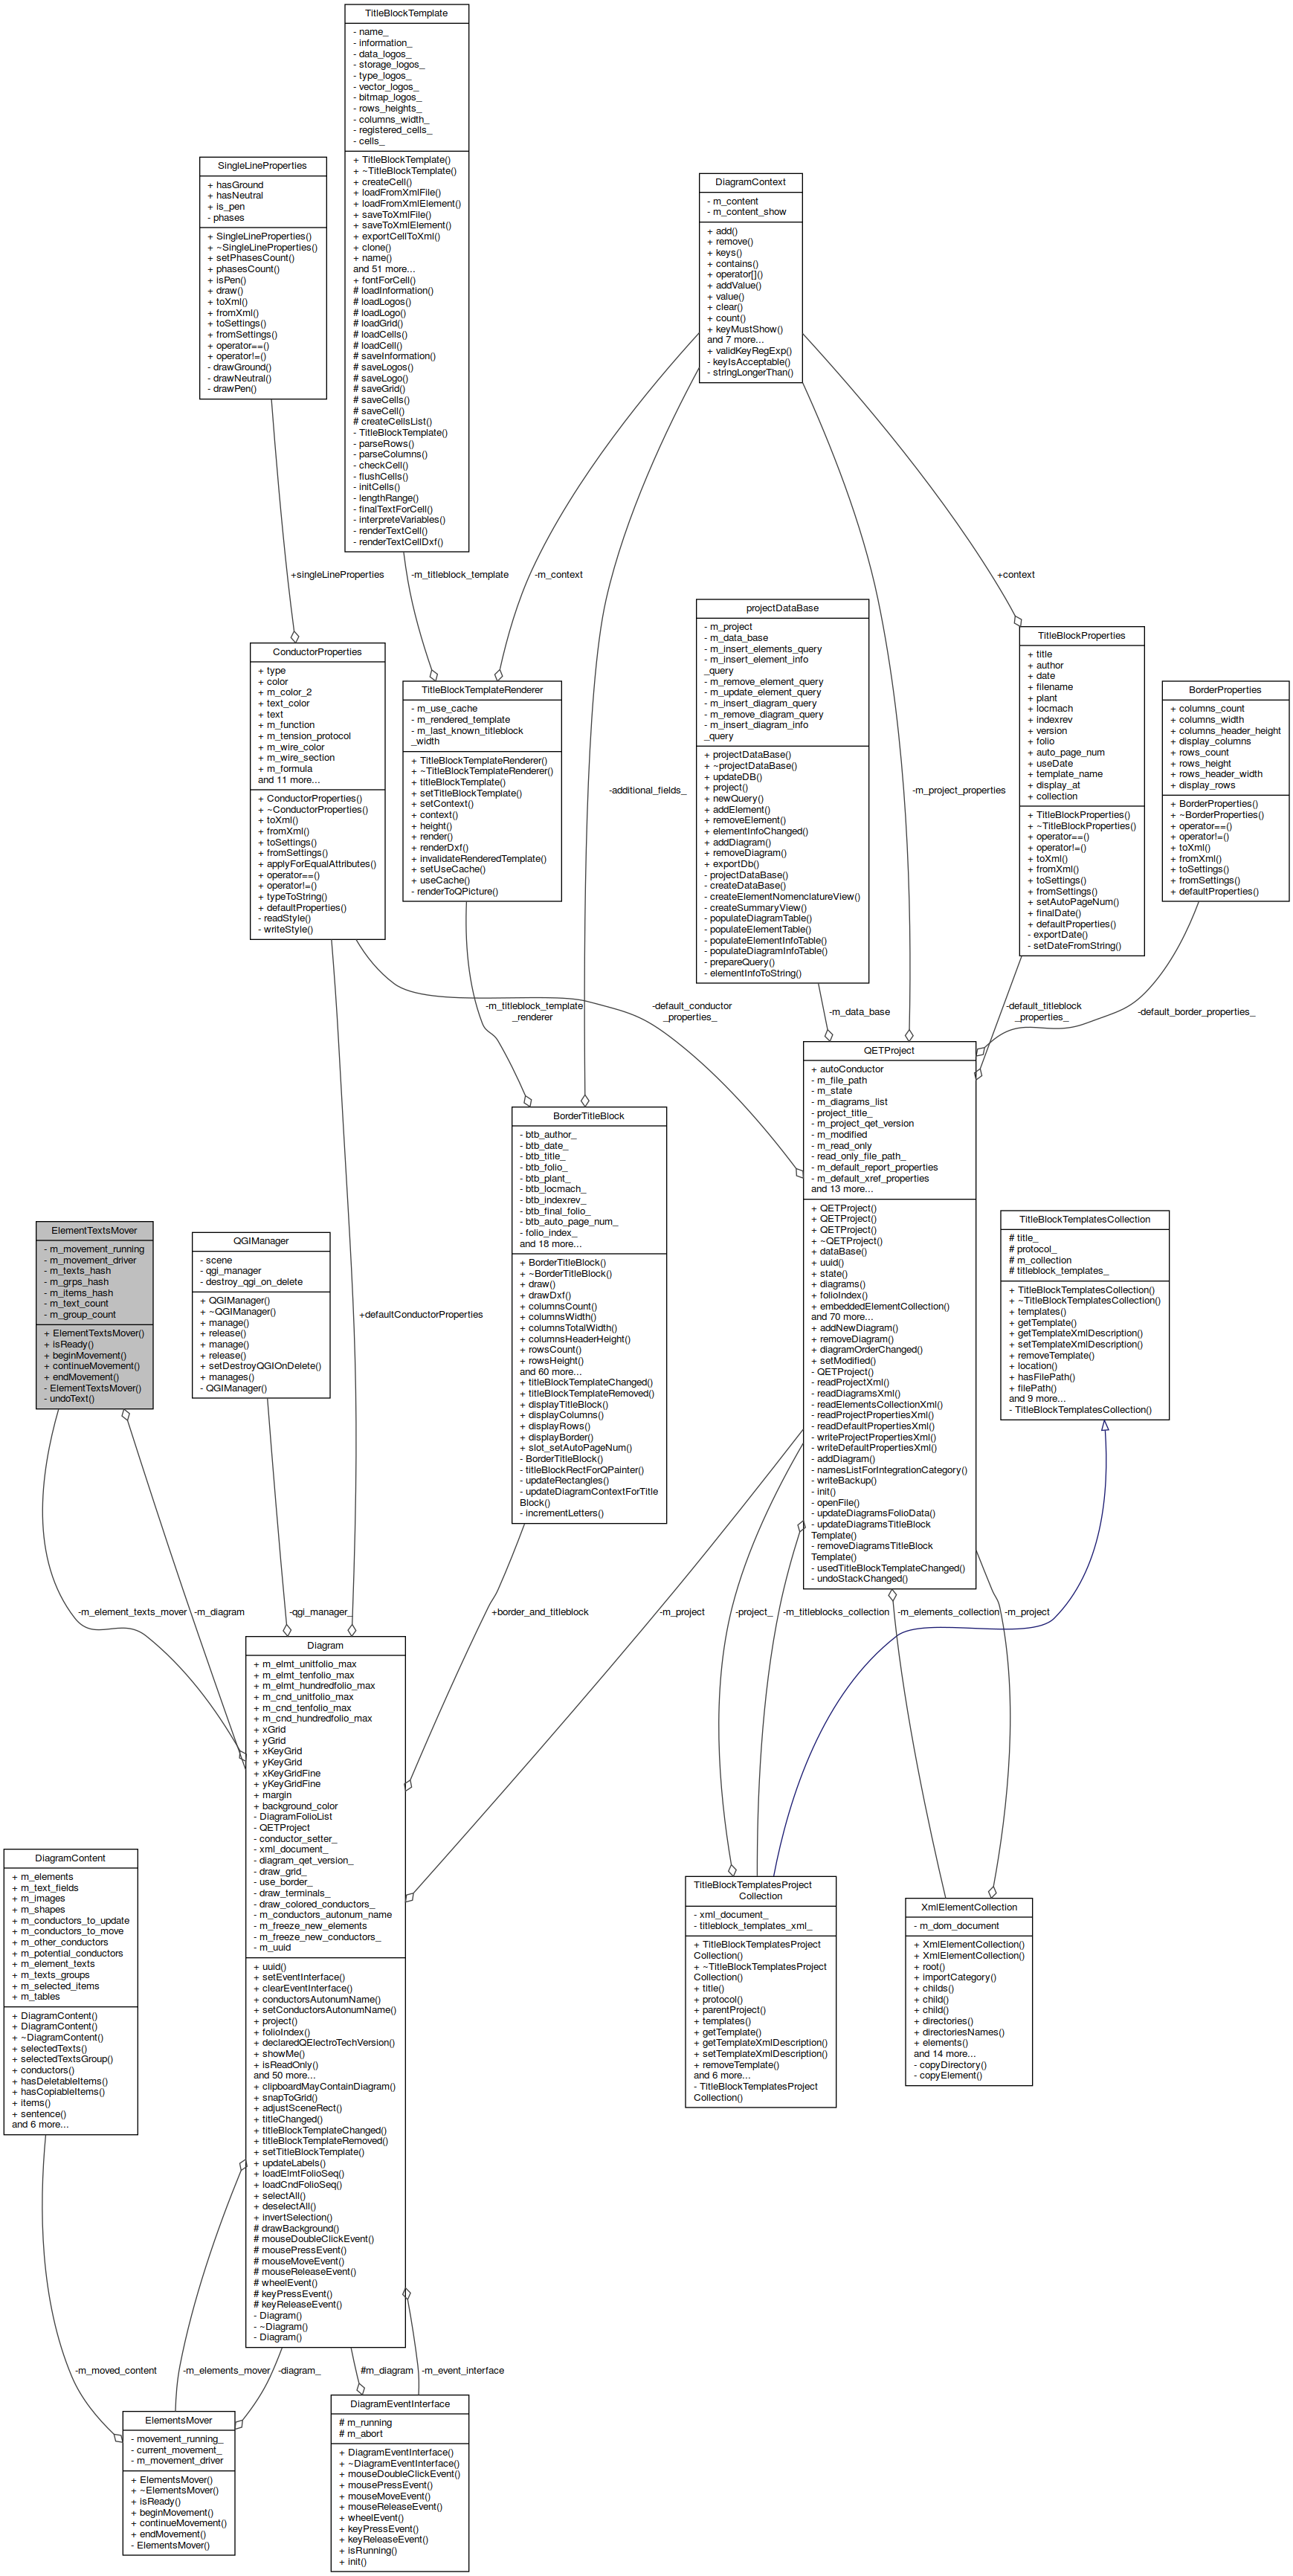 TitleBlockTemplate
- name_
- information_
- data_logos_
- storage_logos_
- type_logos_
- vector_logos_
- bitmap_logos_
- rows_heights_
- columns_width_
- registered_cells_
- cells_
+ TitleBlockTemplate()
+ ~TitleBlockTemplate()
+ createCell()
+ loadFromXmlFile()
+ loadFromXmlElement()
+ saveToXmlFile()
+ saveToXmlElement()
+ exportCellToXml()
+ clone()
+ name()
and 51 more...
+ fontForCell()
# loadInformation()
# loadLogos()
# loadLogo()
# loadGrid()
# loadCells()
# loadCell()
# saveInformation()
# saveLogos()
# saveLogo()
# saveGrid()
# saveCells()
# saveCell()
# createCellsList()
- TitleBlockTemplate()
- parseRows()
- parseColumns()
- checkCell()
- flushCells()
- initCells()
- lengthRange()
- finalTextForCell()
- interpreteVariables()
- renderTextCell()
- renderTextCellDxf()
SingleLineProperties
+ hasGround
+ hasNeutral
+ is_pen
- phases
+ SingleLineProperties()
+ ~SingleLineProperties()
+ setPhasesCount()
+ phasesCount()
+ isPen()
+ draw()
+ toXml()
+ fromXml()
+ toSettings()
+ fromSettings()
+ operator==()
+ operator!=()
- drawGround()
- drawNeutral()
- drawPen()
DiagramContext
- m_content
- m_content_show
+ add()
+ remove()
+ keys()
+ contains()
+ operator[]()
+ addValue()
+ value()
+ clear()
+ count()
+ keyMustShow()
and 7 more...
+ validKeyRegExp()
- keyIsAcceptable()
- stringLongerThan()
+singleLineProperties
-m_titleblock_template
-m_context
+context
ConductorProperties
+ type
+ color
+ m_color_2
+ text_color
+ text
+ m_function
+ m_tension_protocol
+ m_wire_color
+ m_wire_section
+ m_formula
and 11 more...
+ ConductorProperties()
+ ~ConductorProperties()
+ toXml()
+ fromXml()
+ toSettings()
+ fromSettings()
+ applyForEqualAttributes()
+ operator==()
+ operator!=()
+ typeToString()
+ defaultProperties()
- readStyle()
- writeStyle()
TitleBlockTemplateRenderer
- m_use_cache
- m_rendered_template
- m_last_known_titleblock
_width
+ TitleBlockTemplateRenderer()
+ ~TitleBlockTemplateRenderer()
+ titleBlockTemplate()
+ setTitleBlockTemplate()
+ setContext()
+ context()
+ height()
+ render()
+ renderDxf()
+ invalidateRenderedTemplate()
+ setUseCache()
+ useCache()
- renderToQPicture()
-additional_fields_
projectDataBase
- m_project
- m_data_base
- m_insert_elements_query
- m_insert_element_info
_query
- m_remove_element_query
- m_update_element_query
- m_insert_diagram_query
- m_remove_diagram_query
- m_insert_diagram_info
_query
+ projectDataBase()
+ ~projectDataBase()
+ updateDB()
+ project()
+ newQuery()
+ addElement()
+ removeElement()
+ elementInfoChanged()
+ addDiagram()
+ removeDiagram()
+ exportDb()
- projectDataBase()
- createDataBase()
- createElementNomenclatureView()
- createSummaryView()
- populateDiagramTable()
- populateElementTable()
- populateElementInfoTable()
- populateDiagramInfoTable()
- prepareQuery()
- elementInfoToString()
-m_project_properties
TitleBlockProperties
+ title
+ author
+ date
+ filename
+ plant
+ locmach
+ indexrev
+ version
+ folio
+ auto_page_num
+ useDate
+ template_name
+ display_at
+ collection
+ TitleBlockProperties()
+ ~TitleBlockProperties()
+ operator==()
+ operator!=()
+ toXml()
+ fromXml()
+ toSettings()
+ fromSettings()
+ setAutoPageNum()
+ finalDate()
+ defaultProperties()
- exportDate()
- setDateFromString()
BorderProperties
+ columns_count
+ columns_width
+ columns_header_height
+ display_columns
+ rows_count
+ rows_height
+ rows_header_width
+ display_rows
+ BorderProperties()
+ ~BorderProperties()
+ operator==()
+ operator!=()
+ toXml()
+ fromXml()
+ toSettings()
+ fromSettings()
+ defaultProperties()
-m_titleblock_template
_renderer
-default_conductor
_properties_
-m_data_base
-default_titleblock
_properties_
-default_border_properties_
QETProject
+ autoConductor
- m_file_path
- m_state
- m_diagrams_list
- project_title_
- m_project_qet_version
- m_modified
- m_read_only
- read_only_file_path_
- m_default_report_properties
- m_default_xref_properties
and 13 more...
+ QETProject()
+ QETProject()
+ QETProject()
+ ~QETProject()
+ dataBase()
+ uuid()
+ state()
+ diagrams()
+ folioIndex()
+ embeddedElementCollection()
and 70 more...
+ addNewDiagram()
+ removeDiagram()
+ diagramOrderChanged()
+ setModified()
- QETProject()
- readProjectXml()
- readDiagramsXml()
- readElementsCollectionXml()
- readProjectPropertiesXml()
- readDefaultPropertiesXml()
- writeProjectPropertiesXml()
- writeDefaultPropertiesXml()
- addDiagram()
- namesListForIntegrationCategory()
- writeBackup()
- init()
- openFile()
- updateDiagramsFolioData()
- updateDiagramsTitleBlock
Template()
- removeDiagramsTitleBlock
Template()
- usedTitleBlockTemplateChanged()
- undoStackChanged()
BorderTitleBlock
- btb_author_
- btb_date_
- btb_title_
- btb_folio_
- btb_plant_
- btb_locmach_
- btb_indexrev_
- btb_final_folio_
- btb_auto_page_num_
- folio_index_
and 18 more...
+ BorderTitleBlock()
+ ~BorderTitleBlock()
+ draw()
+ drawDxf()
+ columnsCount()
+ columnsWidth()
+ columnsTotalWidth()
+ columnsHeaderHeight()
+ rowsCount()
+ rowsHeight()
and 60 more...
+ titleBlockTemplateChanged()
+ titleBlockTemplateRemoved()
+ displayTitleBlock()
+ displayColumns()
+ displayRows()
+ displayBorder()
+ slot_setAutoPageNum()
- BorderTitleBlock()
- titleBlockRectForQPainter()
- updateRectangles()
- updateDiagramContextForTitle
Block()
- incrementLetters()
ElementTextsMover
- m_movement_running
- m_movement_driver
- m_texts_hash
- m_grps_hash
- m_items_hash
- m_text_count
- m_group_count
+ ElementTextsMover()
+ isReady()
+ beginMovement()
+ continueMovement()
+ endMovement()
- ElementTextsMover()
- undoText()
QGIManager
- scene
- qgi_manager
- destroy_qgi_on_delete
+ QGIManager()
+ ~QGIManager()
+ manage()
+ release()
+ manage()
+ release()
+ setDestroyQGIOnDelete()
+ manages()
- QGIManager()
+defaultConductorProperties
TitleBlockTemplatesCollection
# title_
# protocol_
# m_collection
# titleblock_templates_
+ TitleBlockTemplatesCollection()
+ ~TitleBlockTemplatesCollection()
+ templates()
+ getTemplate()
+ getTemplateXmlDescription()
+ setTemplateXmlDescription()
+ removeTemplate()
+ location()
+ hasFilePath()
+ filePath()
and 9 more...
- TitleBlockTemplatesCollection()
-m_element_texts_mover
-m_diagram
-qgi_manager_
+border_and_titleblock
-m_project
-project_
-m_titleblocks_collection
-m_elements_collection
-m_project
Diagram
+ m_elmt_unitfolio_max
+ m_elmt_tenfolio_max
+ m_elmt_hundredfolio_max
+ m_cnd_unitfolio_max
+ m_cnd_tenfolio_max
+ m_cnd_hundredfolio_max
+ xGrid
+ yGrid
+ xKeyGrid
+ yKeyGrid
+ xKeyGridFine
+ yKeyGridFine
+ margin
+ background_color
- DiagramFolioList
- QETProject
- conductor_setter_
- xml_document_
- diagram_qet_version_
- draw_grid_
- use_border_
- draw_terminals_
- draw_colored_conductors_
- m_conductors_autonum_name
- m_freeze_new_elements
- m_freeze_new_conductors_
- m_uuid
+ uuid()
+ setEventInterface()
+ clearEventInterface()
+ conductorsAutonumName()
+ setConductorsAutonumName()
+ project()
+ folioIndex()
+ declaredQElectroTechVersion()
+ showMe()
+ isReadOnly()
and 50 more...
+ clipboardMayContainDiagram()
+ snapToGrid()
+ adjustSceneRect()
+ titleChanged()
+ titleBlockTemplateChanged()
+ titleBlockTemplateRemoved()
+ setTitleBlockTemplate()
+ updateLabels()
+ loadElmtFolioSeq()
+ loadCndFolioSeq()
+ selectAll()
+ deselectAll()
+ invertSelection()
# drawBackground()
# mouseDoubleClickEvent()
# mousePressEvent()
# mouseMoveEvent()
# mouseReleaseEvent()
# wheelEvent()
# keyPressEvent()
# keyReleaseEvent()
- Diagram()
- ~Diagram()
- Diagram()
DiagramContent
+ m_elements
+ m_text_fields
+ m_images
+ m_shapes
+ m_conductors_to_update
+ m_conductors_to_move
+ m_other_conductors
+ m_potential_conductors
+ m_element_texts
+ m_texts_groups
+ m_selected_items
+ m_tables
+ DiagramContent()
+ DiagramContent()
+ ~DiagramContent()
+ selectedTexts()
+ selectedTextsGroup()
+ conductors()
+ hasDeletableItems()
+ hasCopiableItems()
+ items()
+ sentence()
and 6 more...
TitleBlockTemplatesProject
Collection
- xml_document_
- titleblock_templates_xml_
+ TitleBlockTemplatesProject
Collection()
+ ~TitleBlockTemplatesProject
Collection()
+ title()
+ protocol()
+ parentProject()
+ templates()
+ getTemplate()
+ getTemplateXmlDescription()
+ setTemplateXmlDescription()
+ removeTemplate()
and 6 more...
- TitleBlockTemplatesProject
Collection()
XmlElementCollection
- m_dom_document
+ XmlElementCollection()
+ XmlElementCollection()
+ root()
+ importCategory()
+ childs()
+ child()
+ child()
+ directories()
+ directoriesNames()
+ elements()
and 14 more...
- copyDirectory()
- copyElement()
-m_moved_content
-m_elements_mover
-diagram_
#m_diagram
-m_event_interface
ElementsMover
- movement_running_
- current_movement_
- m_movement_driver
+ ElementsMover()
+ ~ElementsMover()
+ isReady()
+ beginMovement()
+ continueMovement()
+ endMovement()
- ElementsMover()
DiagramEventInterface
# m_running
# m_abort
+ DiagramEventInterface()
+ ~DiagramEventInterface()
+ mouseDoubleClickEvent()
+ mousePressEvent()
+ mouseMoveEvent()
+ mouseReleaseEvent()
+ wheelEvent()
+ keyPressEvent()
+ keyReleaseEvent()
+ isRunning()
+ init()